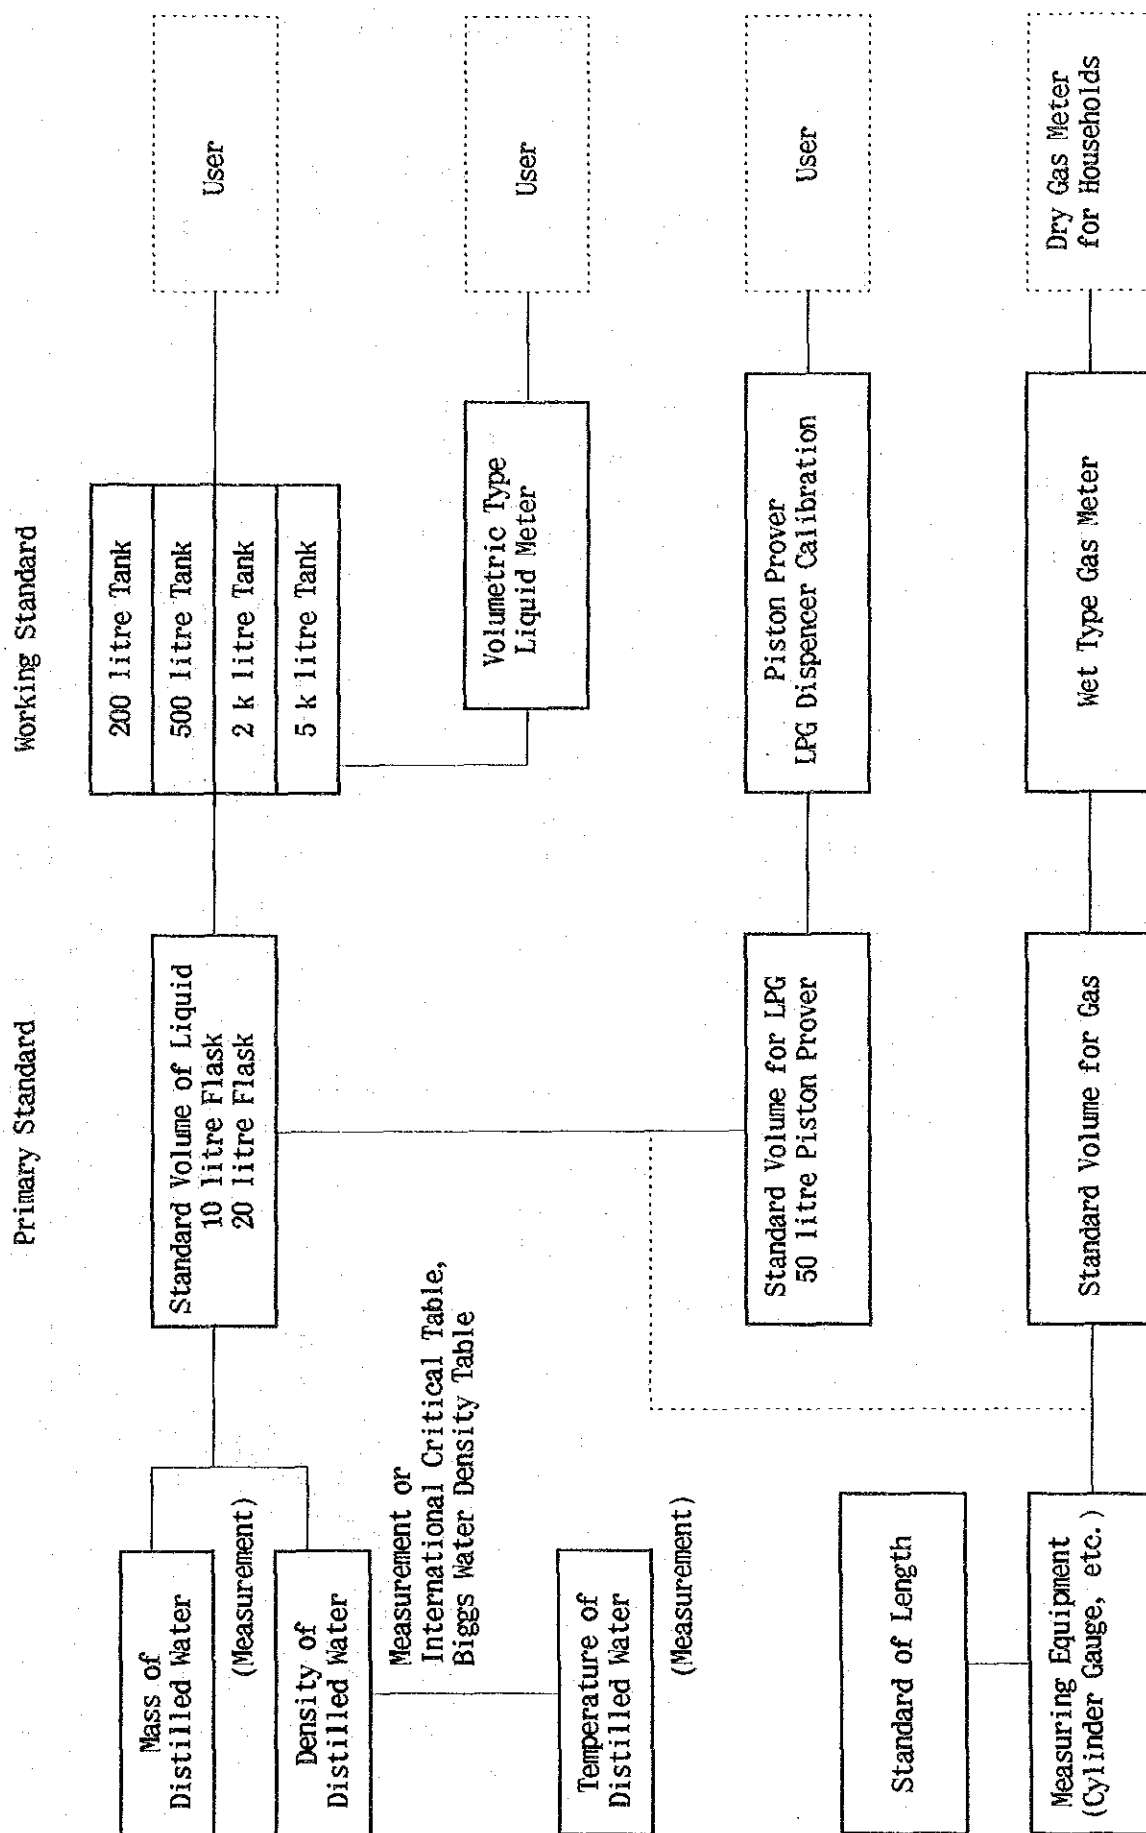 Primary Standard
Working Standard
Mass of
Distilled Water
(Measurement)
Density of
Distilled Water
Measurement or
International Critical Table,
Biggs Water Density Table
Temperature of
Distilled Water
(Measurement)
Standard of Length
Measuring Equipment
(Cylinder Gauge, etc.)
Standard Volume of Liquid
10 litre Flask
20 litre Flask
Standard Volume for LPG
50 litre Piston Prover
Standard Volume for Gas
200 litre Tank
500 litre Tank
2 k litre Tank
5 k litre Tank
Volumetric Type
Liquid Meter
Piston Prover
LPG Dispencer Calibration
Wet Type Gas Meter
User
User
User
Dry Gas Meter
for Households